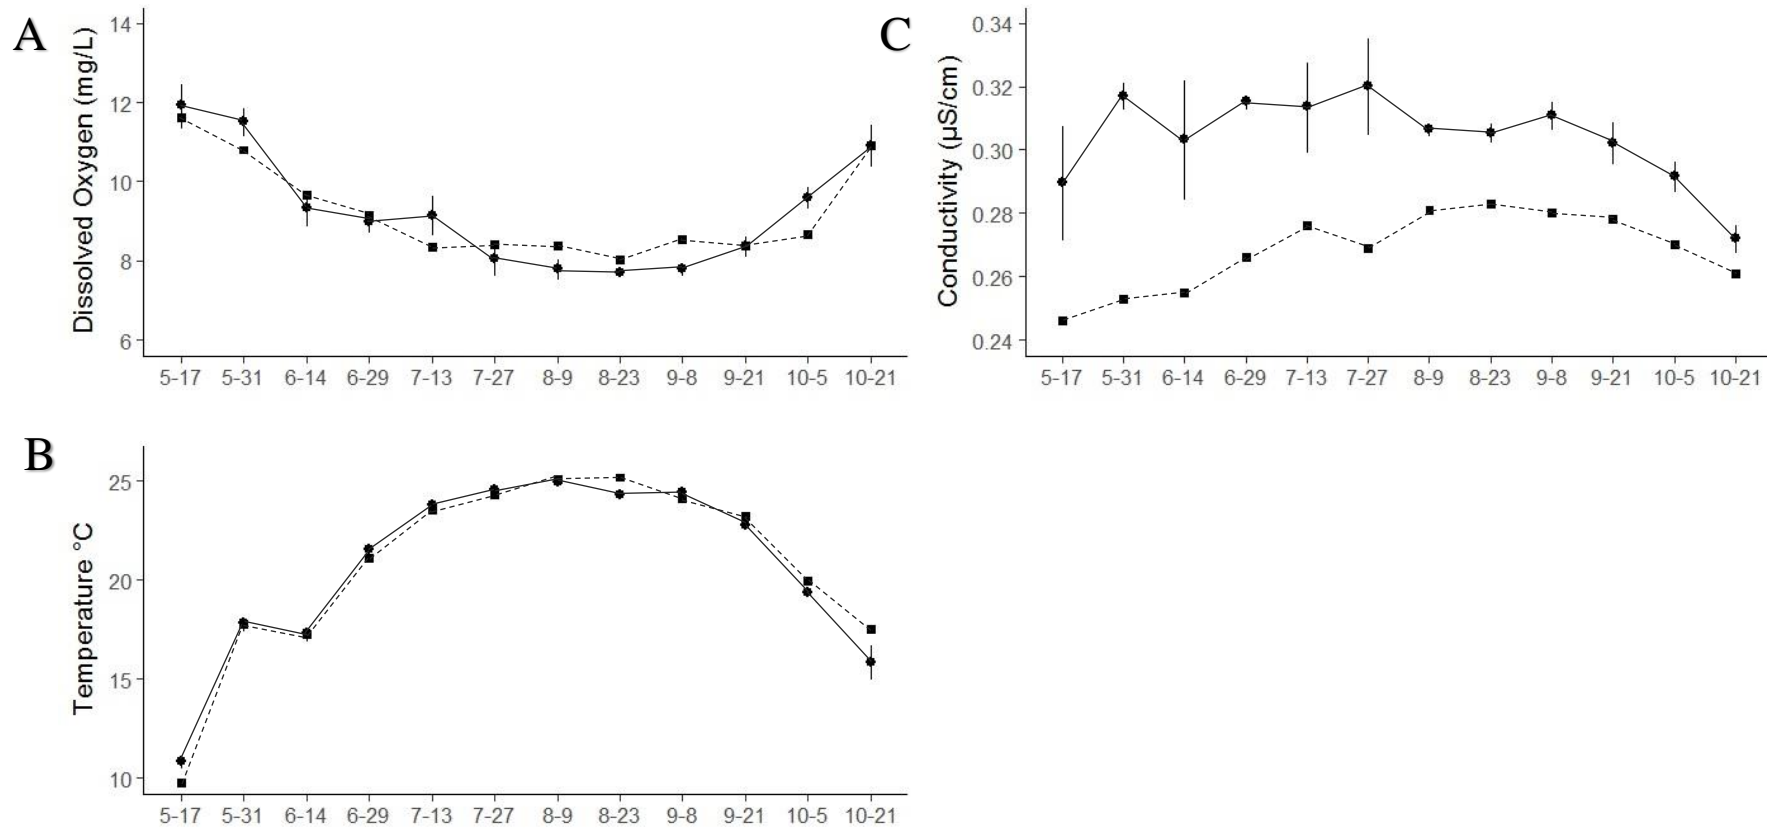 A
Dissolved Oxygen (mg/L)
14
12
10
8
6
5-17 5-31 6-14 6-29 7-13 7-27 8-9 8-23 9-8 9-21 10-5 10-21
C
Conductivity (µS/cm)
0.34
0.32
0.30
0.28
0.26
0.24
5-17 5-31 6-14 6-29 7-13 7-27 8-9 8-23 9-8 9-21 10-5 10-21
B
Temperature °C
25
20
15
10
5-17 5-31 6-14 6-29 7-13 7-27 8-9 8-23 9-8 9-21 10-5 10-21